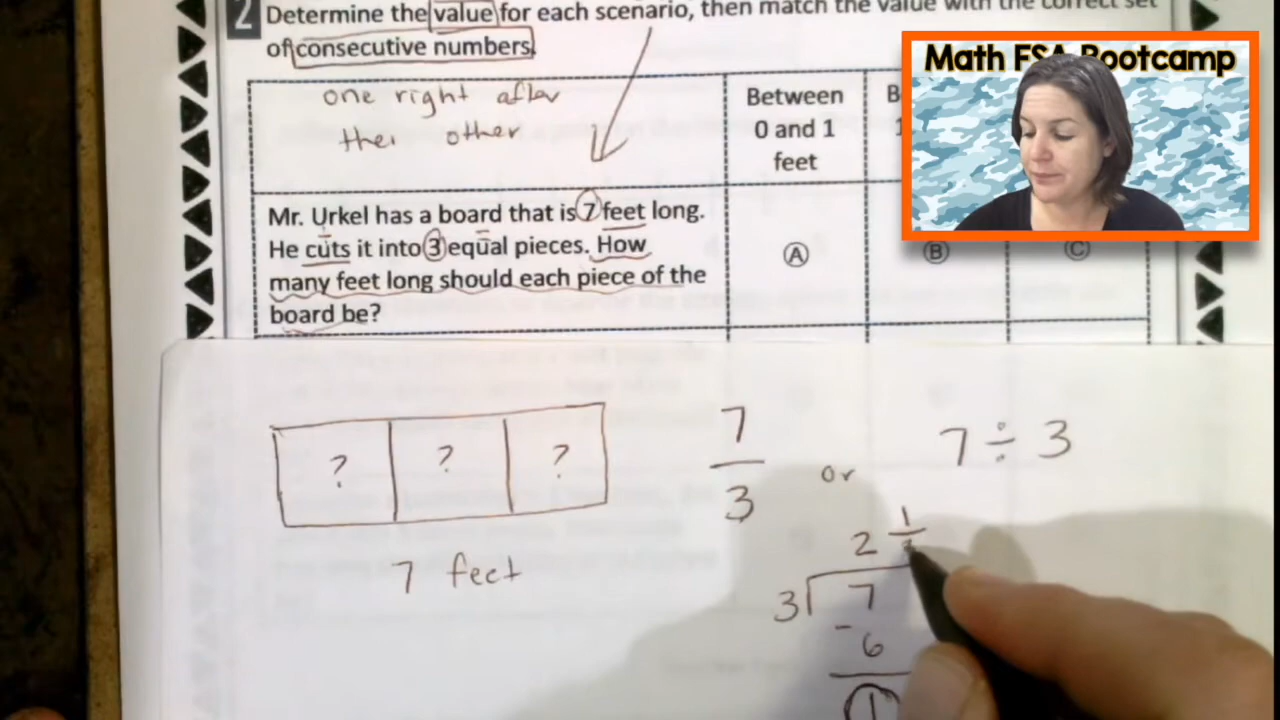 2 Determine the value for each scenario, then match the value with the correct set
of consecutive numbers.
Math FSA Bootcamp
one right after
thei other
Between
0 and 1
feet
B
1
Mr. Urkel has a board that is 7 feet long.
He cuts it into 3 equal pieces. How
many feet long should each piece of the
board be?
A
B
C
? ? ?
7 feet
7
3
or
7 ÷ 3
2 1
3 7
- 6
1